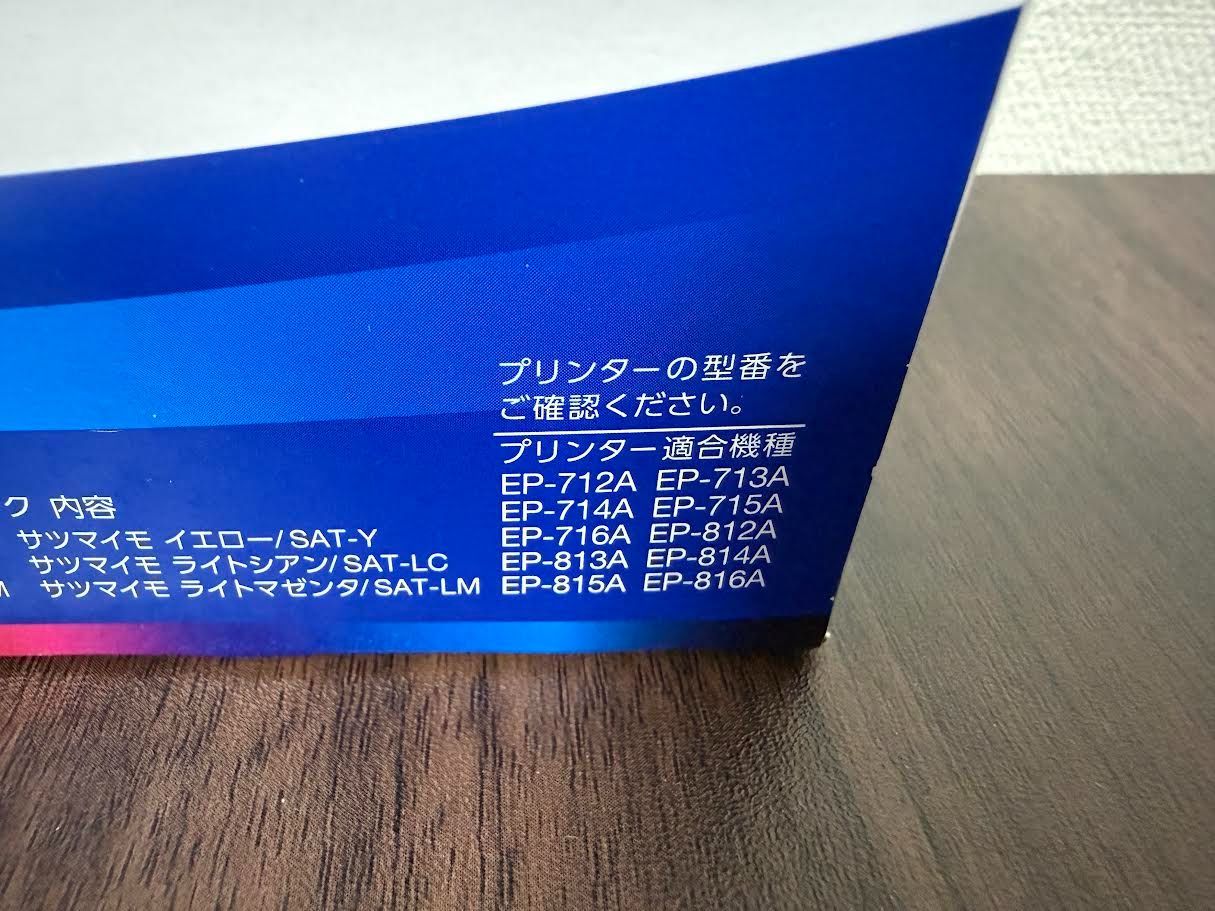 プリンターの型番を
ご確認ください。
プリンター適合機種
EP-712A EP-713A
EP-714A EP-715A
EP-716A EP-812A
EP-813A EP-814A
EP-815A EP-816A
ク 内容
サツマイモ イエロー/SAT-Y
サツマイモ ライトシアン/SAT-LC
M サツマイモ ライトマゼンタ/SAT-LM